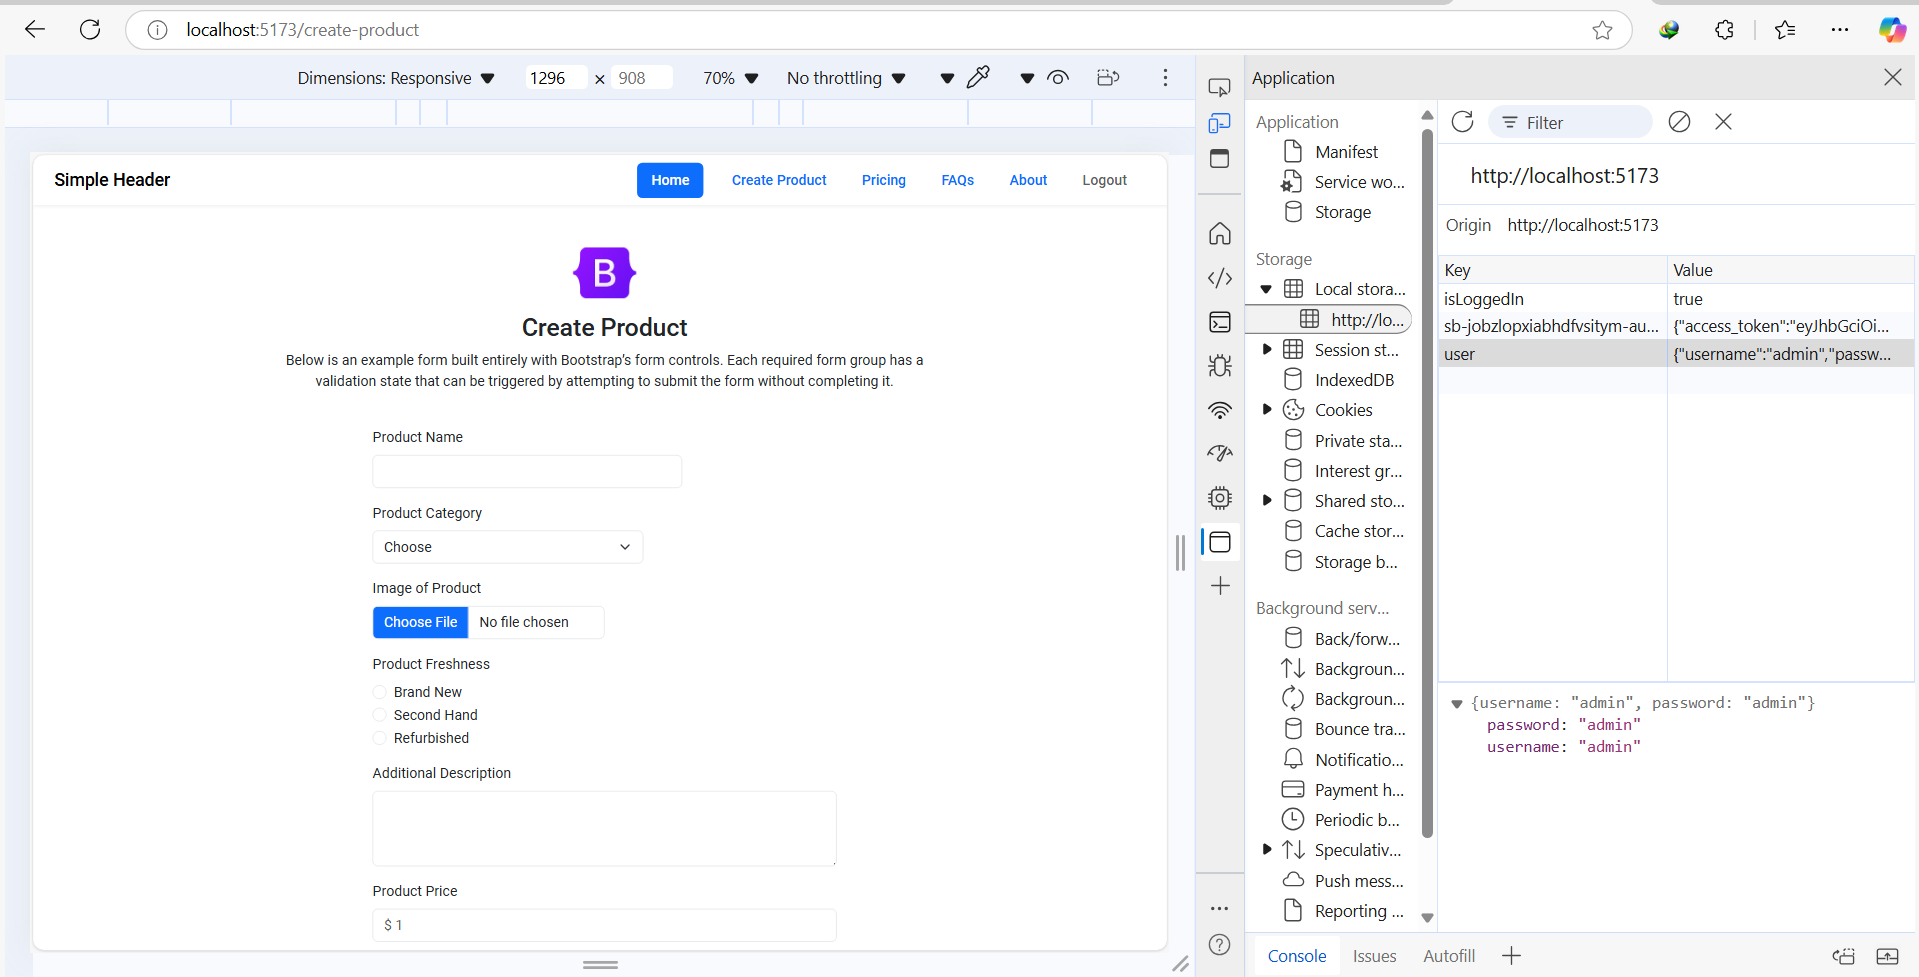 localhost:5173/create-product
Dimensions: Responsive 1296 × 908 70% No throttling
Simple Header Home Create Product Pricing FAQs About Logout
B
Create Product
Below is an example form built entirely with Bootstrap's form controls. Each required form group has a
validation state that can be triggered by attempting to submit the form without completing it.
Product Name
Product Category
Choose
Image of Product
Choose File No file chosen
Product Freshness
Brand New
Second Hand
Refurbished
Additional Description
Product Price
$ 1
Application
Application
Manifest
Service wo...
Storage
Storage
Local stora...
http://lo...
Session st...
IndexedDB
Cookies
Private sta...
Interest gr...
Shared sto...
Cache stor...
Storage b...
Background serv...
Back/forw...
Backgroun...
Backgroun...
Bounce tra...
Notificatio...
Payment h...
Periodic b...
Speculativ...
Push mess...
Reporting ...
Filter
http://localhost:5173
Origin http://localhost:5173
Key Value
isLoggedIn true
sb-jobzlopxiabhdfvsitym-au... {"access_token":"eyJhbGciOi...
user {"username":"admin","passw...
{username: "admin", password: "admin"}
password: "admin"
username: "admin"
Console Issues Autofill